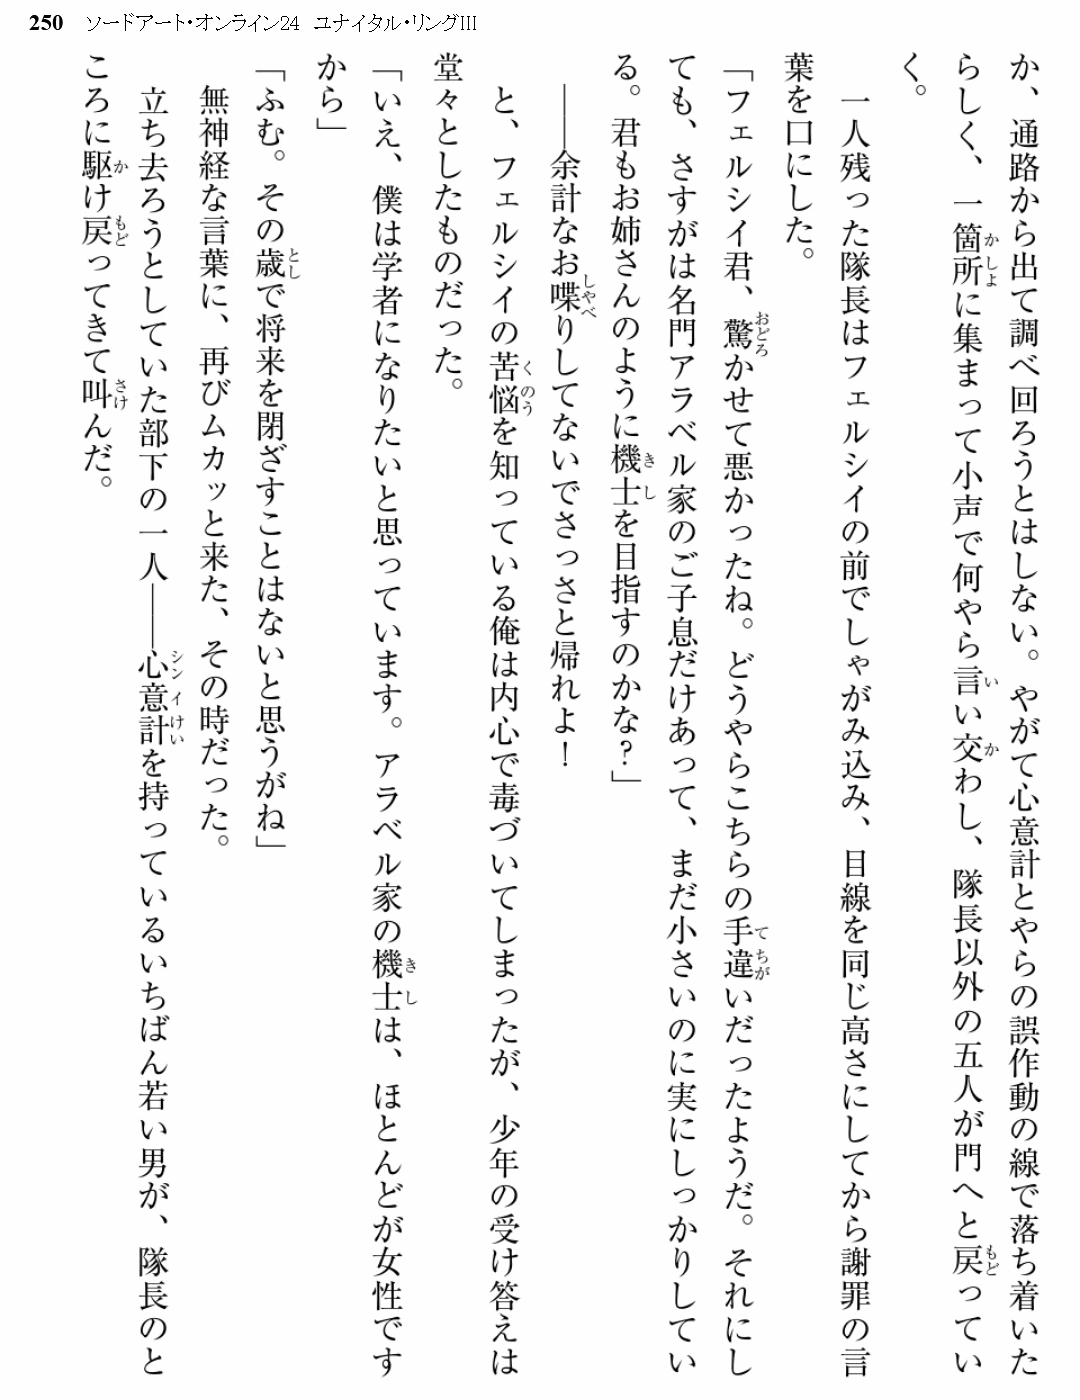 250 ソードアート・オンライン24 ユナイタル・リングIII
か、通路から出て調べ回ろうとはしない。やがて心意計とやらの誤作動の線で落ち着いた
らしく、一箇所に集まって小声で何やら言い交わし、隊長以外の五人が門へと戻ってい
く。
　一人残った隊長はフェルシイの前でしゃがみ込み、目線を同じ高さにしてから謝罪の言
葉を口にした。
「フェルシイ君、驚かせて悪かったね。どうやらこちらの手違いだったようだ。それにし
ても、さすがは名門アラベル家のご子息だけあって、まだ小さいのに実にしっかりしてい
る。君もお姉さんのように機士を目指すのかな？」
　――余計なお喋りしてないでさっさと帰れよ！
　と、フェルシイの苦悩を知っている俺は内心で毒づいてしまったが、少年の受け答えは
堂々としたものだった。
「いえ、僕は学者になりたいと思っています。アラベル家の機士は、ほとんどが女性です
から」
「ふむ。その歳で将来を閉ざすことはないと思うがね」
　無神経な言葉に、再びムカッと来た、その時だった。
　立ち去ろうとしていた部下の一人――心意計を持っているいちばん若い男が、隊長のと
ころに駆け戻ってきて叫んだ。